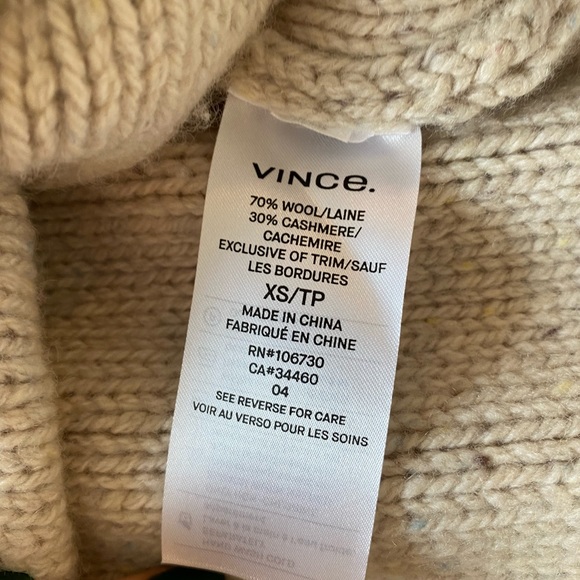 VINCE.
70% WOOL/LAINE
30% CASHMERE/
CACHEMIRE
EXCLUSIVE OF TRIM/SAUF
LES BORDURES
XS/TP
MADE IN CHINA
FABRIQUÉ EN CHINE
RN#106730
CA#34460
04
SEE REVERSE FOR CARE
VOIR AU VERSO POUR LES SOINS